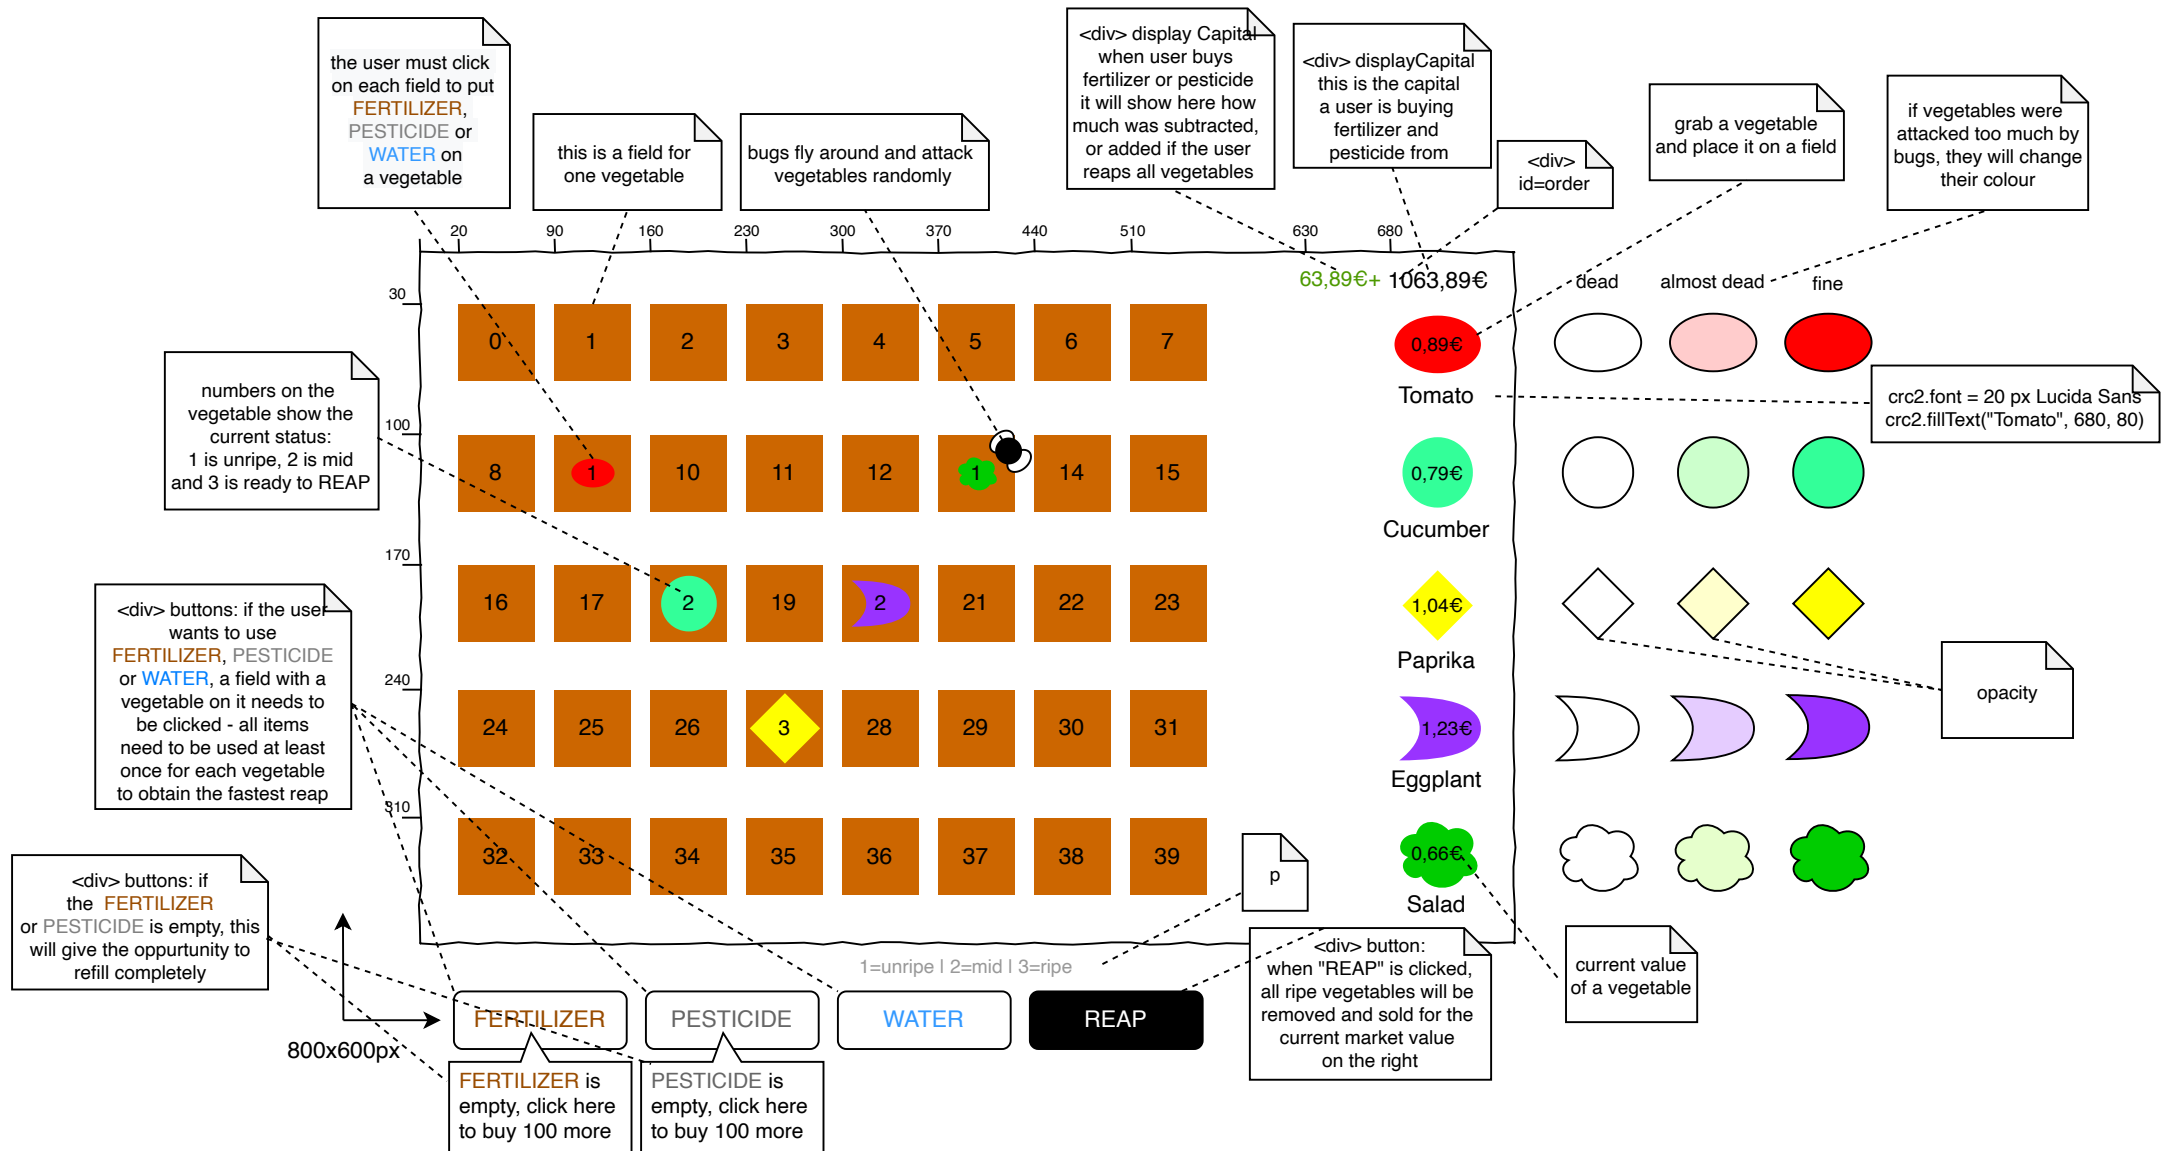 the user must click
on each field to put
FERTILIZER,
PESTICIDE or
WATER on
a vegetable
this is a field for
one vegetable
bugs fly around and attack
vegetables randomly
<div> display Capital
when user buys
fertilizer or pesticide
it will show here how
much was subtracted,
or added if the user
reaps all vegetables
<div> displayCapital
this is the capital
a user is buying
fertilizer and
pesticide from
<div>
id=order
grab a vegetable
and place it on a field
if vegetables were
attacked too much by
bugs, they will change
their colour
20 90 160 230 300 370 440 510 630 680
63,89€+ 1063,89€
dead almost dead fine
30
0 1 2 3 4 5 6 7
0,89€
Tomato
crc2.font = 20 px Lucida Sans
crc2.fillText("Tomato", 680, 80)
numbers on the
vegetable show the
current status:
1 is unripe, 2 is mid
and 3 is ready to REAP
100
8 1 10 11 12 1 14 15
0,79€
Cucumber
170
16 17 2 19 2 21 22 23
1,04€
Paprika
opacity
<div> buttons: if the user
wants to use
FERTILIZER, PESTICIDE
or WATER, a field with a
vegetable on it needs to
be clicked - all items
need to be used at least
once for each vegetable
to obtain the fastest reap
240
24 25 26 3 28 29 30 31
1,23€
Eggplant
310
32 33 34 35 36 37 38 39
0,66€
Salad
p
<div> buttons: if
the FERTILIZER
or PESTICIDE is empty, this
will give the oppurtunity to
refill completely
800x600px
1=unripe | 2=mid | 3=ripe
<div> button:
when "REAP" is clicked,
all ripe vegetables will be
removed and sold for the
current market value
on the right
current value
of a vegetable
FERTILIZER PESTICIDE WATER REAP
FERTILIZER is
empty, click here
to buy 100 more
PESTICIDE is
empty, click here
to buy 100 more